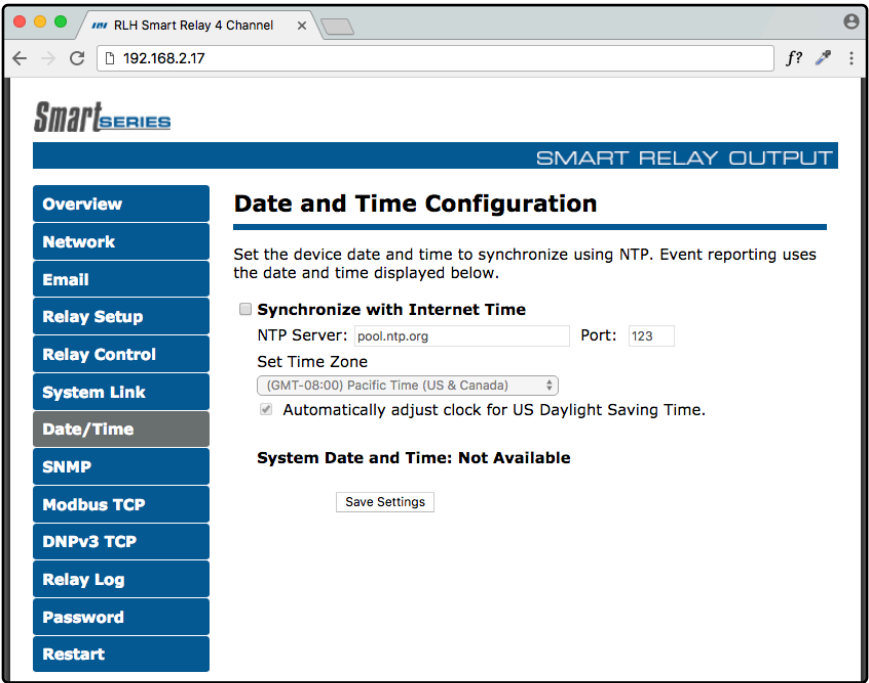 RLH Smart Relay 4 Channel
192.168.2.17
f?
Smart SERIES
SMART RELAY OUTPUT
Overview
Network
Email
Relay Setup
Relay Control
System Link
Date/Time
SNMP
Modbus TCP
DNPv3 TCP
Relay Log
Password
Restart
Date and Time Configuration
Set the device date and time to synchronize using NTP. Event reporting uses
the date and time displayed below.
Synchronize with Internet Time
NTP Server: pool.ntp.org Port: 123
Set Time Zone
(GMT-08:00) Pacific Time (US & Canada)
Automatically adjust clock for US Daylight Saving Time.
System Date and Time: Not Available
Save Settings